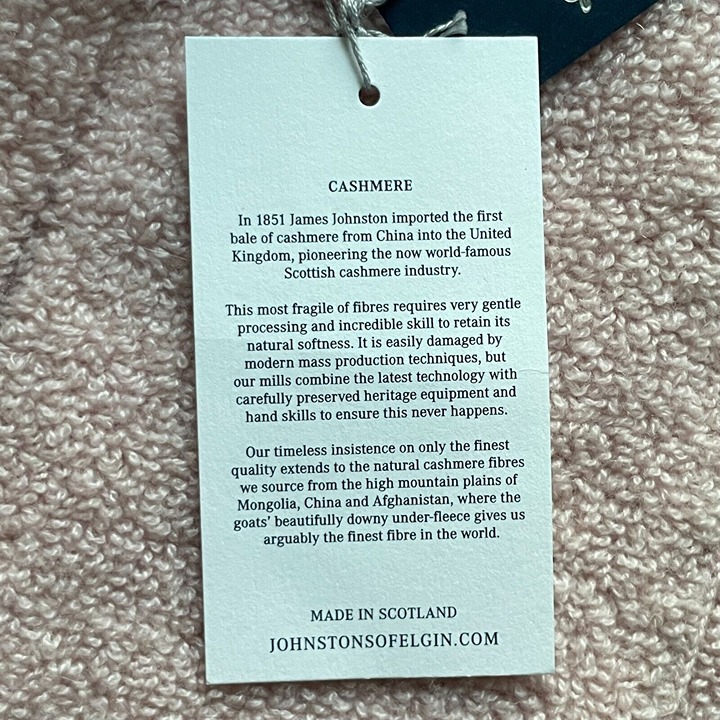 CASHMERE
In 1851 James Johnston imported the first
bale of cashmere from China into the United
Kingdom, pioneering the now world-famous
Scottish cashmere industry.
This most fragile of fibres requires very gentle
processing and incredible skill to retain its
natural softness. It is easily damaged by
modern mass production techniques, but
our mills combine the latest technology with
carefully preserved heritage equipment and
hand skills to ensure this never happens.
Our timeless insistence on only the finest
quality extends to the natural cashmere fibres
we source from the high mountain plains of
Mongolia, China and Afghanistan, where the
goats' beautifully downy under-fleece gives us
arguably the finest fibre in the world.
MADE IN SCOTLAND
JOHNSTONSOFELGIN.COM